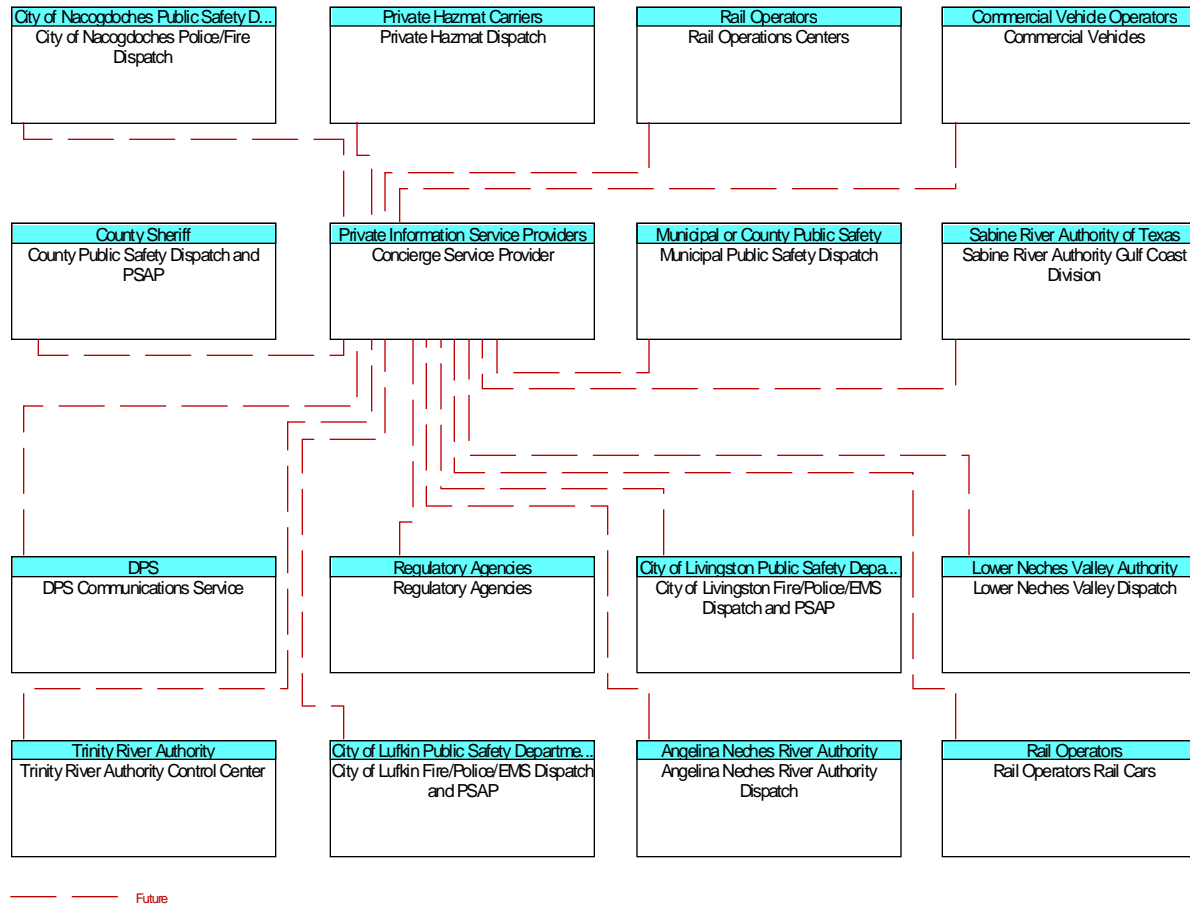 City of Nacogdoches Public Safety D...
City of Nacogdoches Police/Fire
Dispatch
Private Hazmat Carriers
Private Hazmat Dispatch
Rail Operators
Rail Operations Centers
Commercial Vehicle Operators
Commercial Vehicles
County Sheriff
County Public Safety Dispatch and
PSAP
Private Information Service Providers
Concierge Service Provider
Municipal or County Public Safety
Municipal Public Safety Dispatch
Sabine River Authority of Texas
Sabine River Authority Gulf Coast
Division
DPS
DPS Communications Service
Regulatory Agencies
Regulatory Agencies
City of Livingston Public Safety Depa...
City of Livingston Fire/Police/EMS
Dispatch and PSAP
Lower Neches Valley Authority
Lower Neches Valley Dispatch
Trinity River Authority
Trinity River Authority Control Center
City of Lufkin Public Safety Departme...
City of Lufkin Fire/Police/EMS Dispatch
and PSAP
Angelina Neches River Authority
Angelina Neches River Authority
Dispatch
Rail Operators
Rail Operators Rail Cars
Future